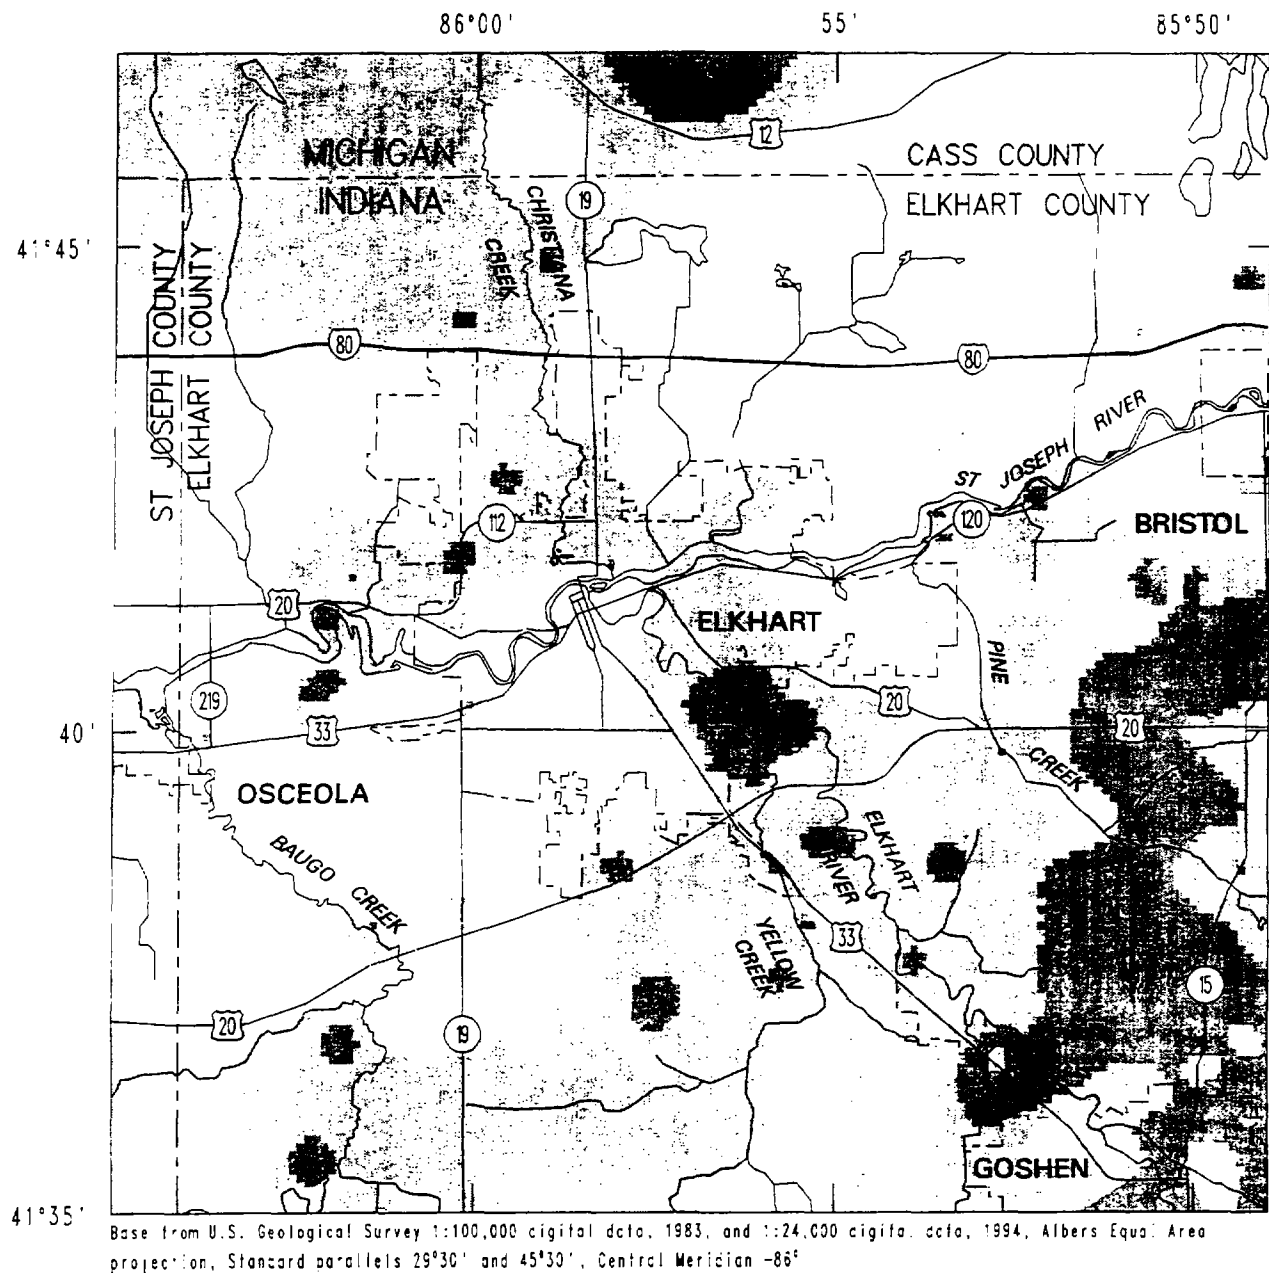 86°00' 55' 85°50'
12
MICHIGAN
CASS COUNTY
INDIANA
ELKHART COUNTY
19
CHRISTIANA
CREEK
41°45'
ST JOSEPH COUNTY
ELKHART COUNTY
80
80
ST JOSEPH RIVER
112
120
BRISTOL
20
ELKHART
PINE
CREEK
219
20
33
20
40'
OSCEOLA
BAUGO CREEK
ELKHART
RIVER
YELLOW
CREEK
33
15
20
19
GOSHEN
41°35'
Base from U.S. Geological Survey 1:100,000 digital data, 1983, and 1:24,000 digital data, 1994, Albers Equal Area
projection, Standard parallels 29°30' and 45°30', Central Meridian -86°